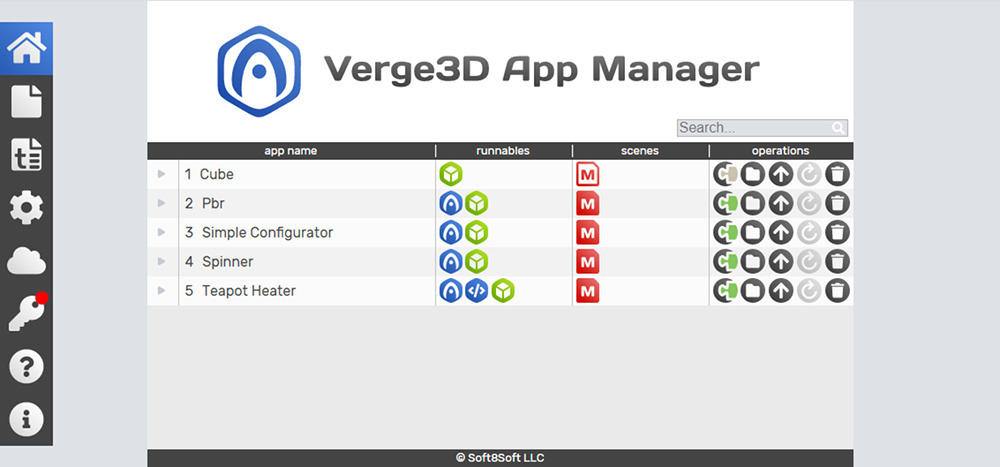 Verge3D App Manager
Search...
app name runnables scenes operations
1 Cube M
2 Pbr M
3 Simple Configurator M
4 Spinner M
5 Teapot Heater </> M
© Soft8Soft LLC